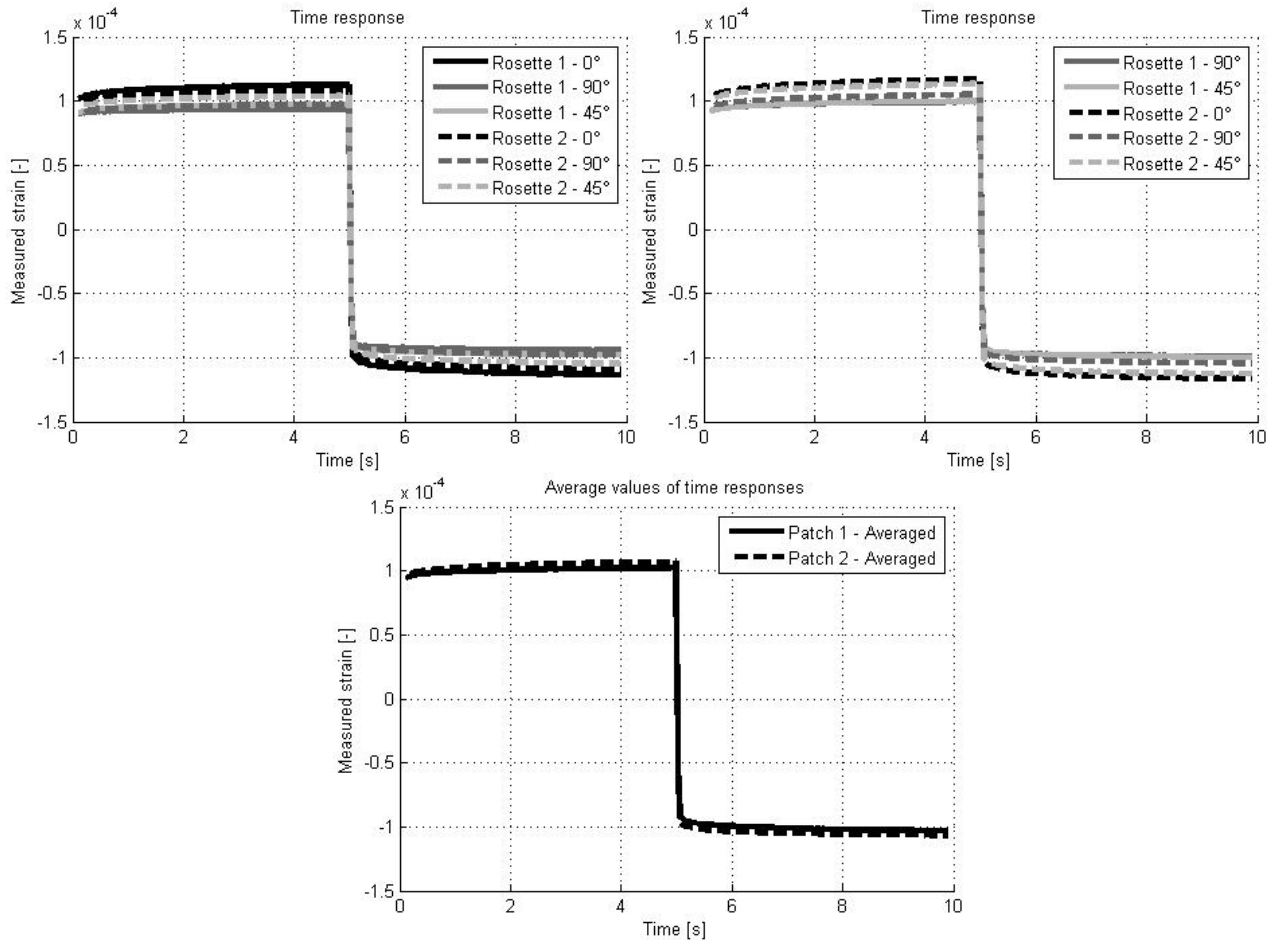 Time response
x 10^-4
1.5
1
0.5
0
-0.5
-1
-1.5
0
2
4
6
8
10
Measured strain [-]
Time [s]
Rosette 1 - 0°
Rosette 1 - 90°
Rosette 1 - 45°
Rosette 2 - 0°
Rosette 2 - 90°
Rosette 2 - 45°
Time response
x 10^-4
1.5
1
0.5
0
-0.5
-1
-1.5
0
2
4
6
8
10
Measured strain [-]
Time [s]
Rosette 1 - 90°
Rosette 1 - 45°
Rosette 2 - 0°
Rosette 2 - 90°
Rosette 2 - 45°
Average values of time responses
x 10^-4
1.5
1
0.5
0
-0.5
-1
-1.5
0
2
4
6
8
10
Measured strain [-]
Time [s]
Patch 1 - Averaged
Patch 2 - Averaged